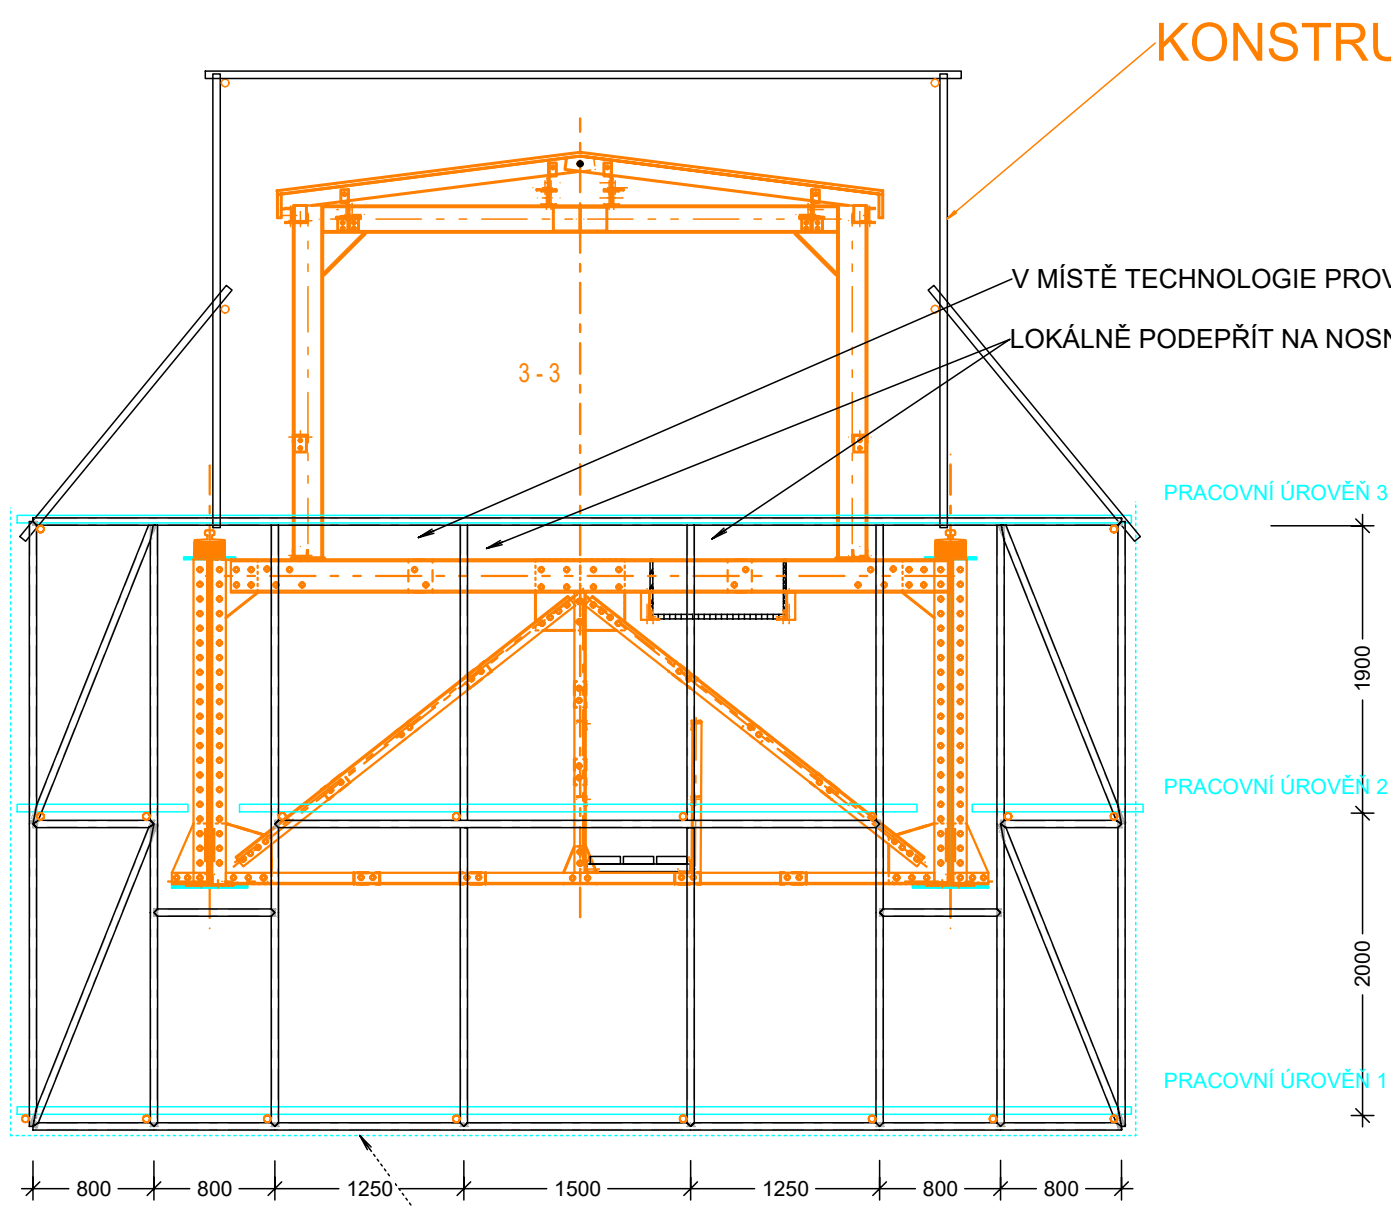 KONSTRU
V MÍSTĚ TECHNOLOGIE PROV
LOKÁLNĚ PODEPŘÍT NA NOSN
3 - 3
PRACOVNÍ ÚROVĚŇ 3
1900
PRACOVNÍ ÚROVĚŇ 2
2000
PRACOVNÍ ÚROVĚŇ 1
800 800 1250 1500 1250 800 800